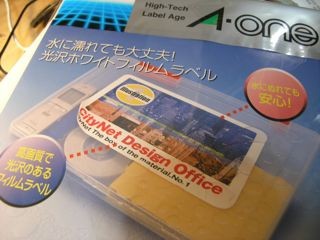 High-Tech
Label Age
A-one
水に濡れても大丈夫!
光沢ホワイトフィルムラベル
水にぬれても
安心!
CityNet Design Office
Net The box of the material.No.1
高画質で
光沢のある
フィルムラベル